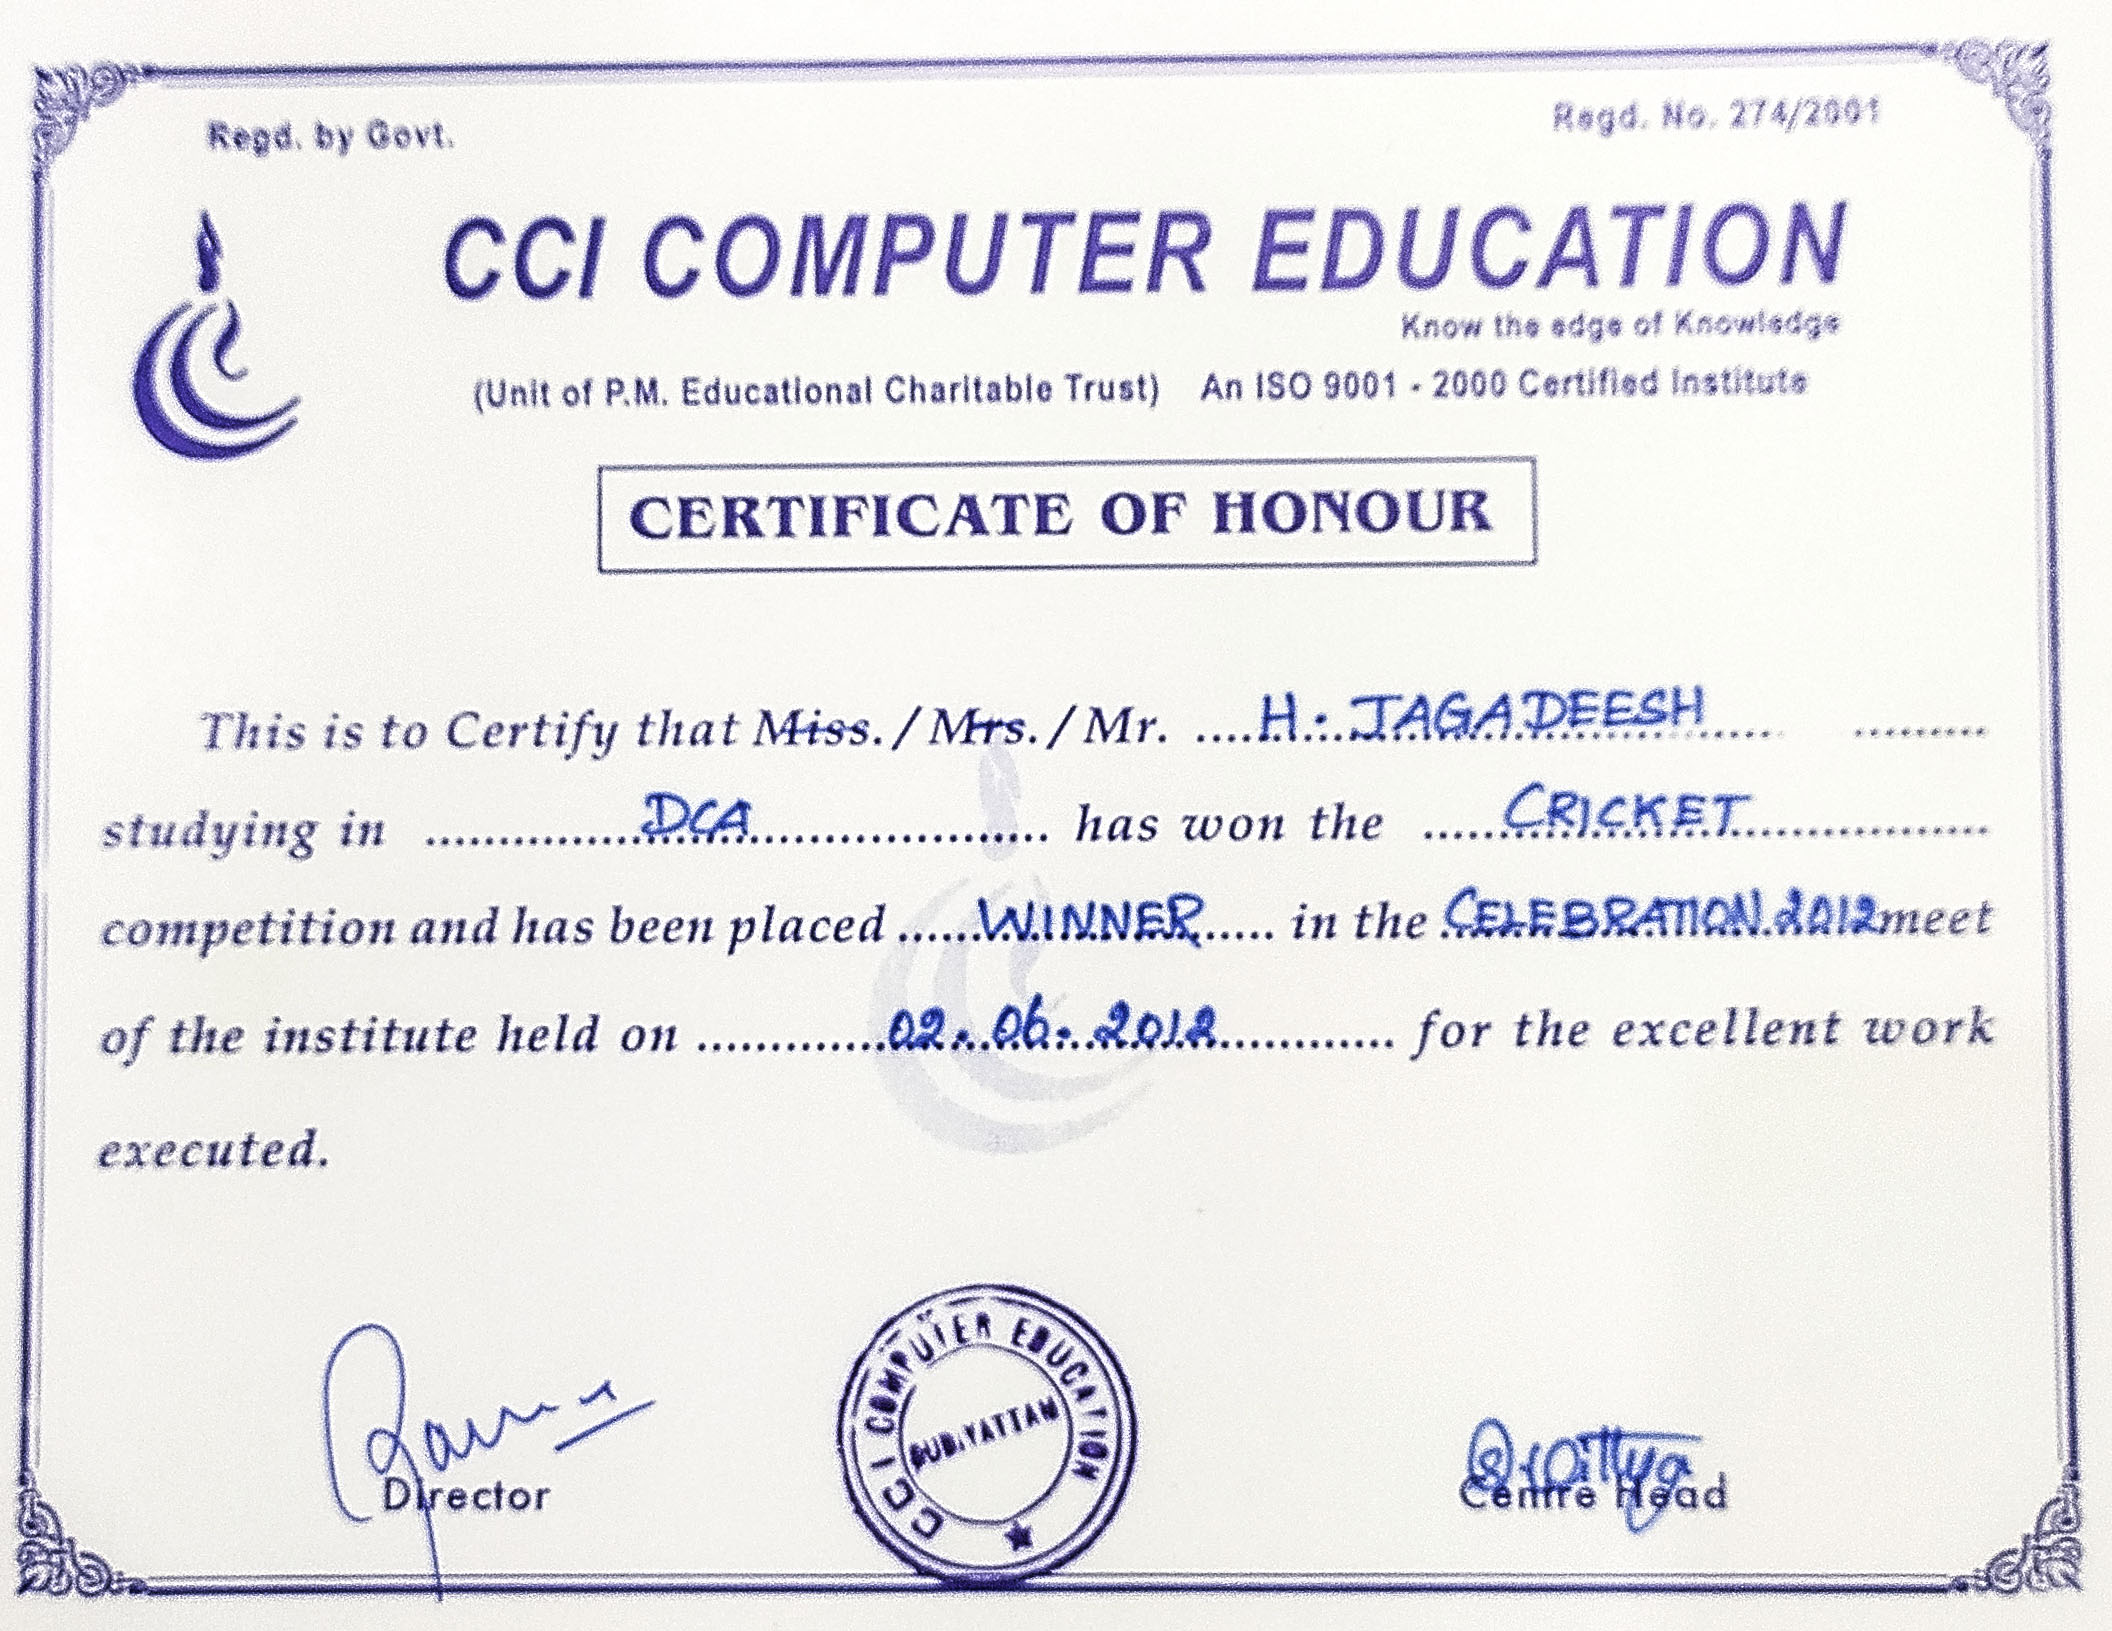 Regd. by Govt.
Regd. No. 274/2001
CCI COMPUTER EDUCATION
Know the edge of Knowledge
(Unit of P.M. Educational Charitable Trust) An ISO 9001 - 2000 Certified Institute
CERTIFICATE OF HONOUR
This is to Certify that Miss. / Mrs. / Mr. ....H. JAGADEESH.............
studying in ............DCA.................... has won the .....CRICKET.................
competition and has been placed ......WINNER..... in the CELEBRATION.2012 meet
of the institute held on .............02.06.2012............ for the excellent work
executed.
CCI COMPUTER EDUCATION
GUDIYATTAM
Director
Centre Head